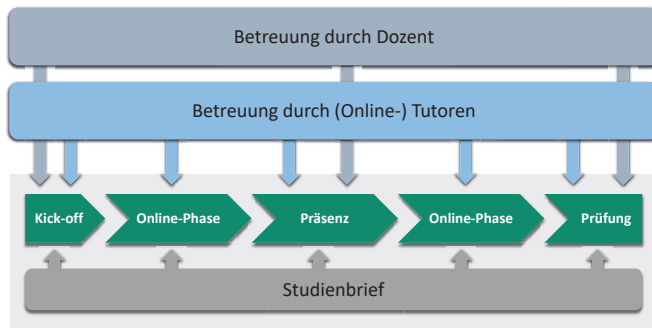 Betreuung durch Dozent
Betreuung durch (Online-) Tutoren
Kick-off
Online-Phase
Präsenz
Online-Phase
Prüfung
Studienbrief